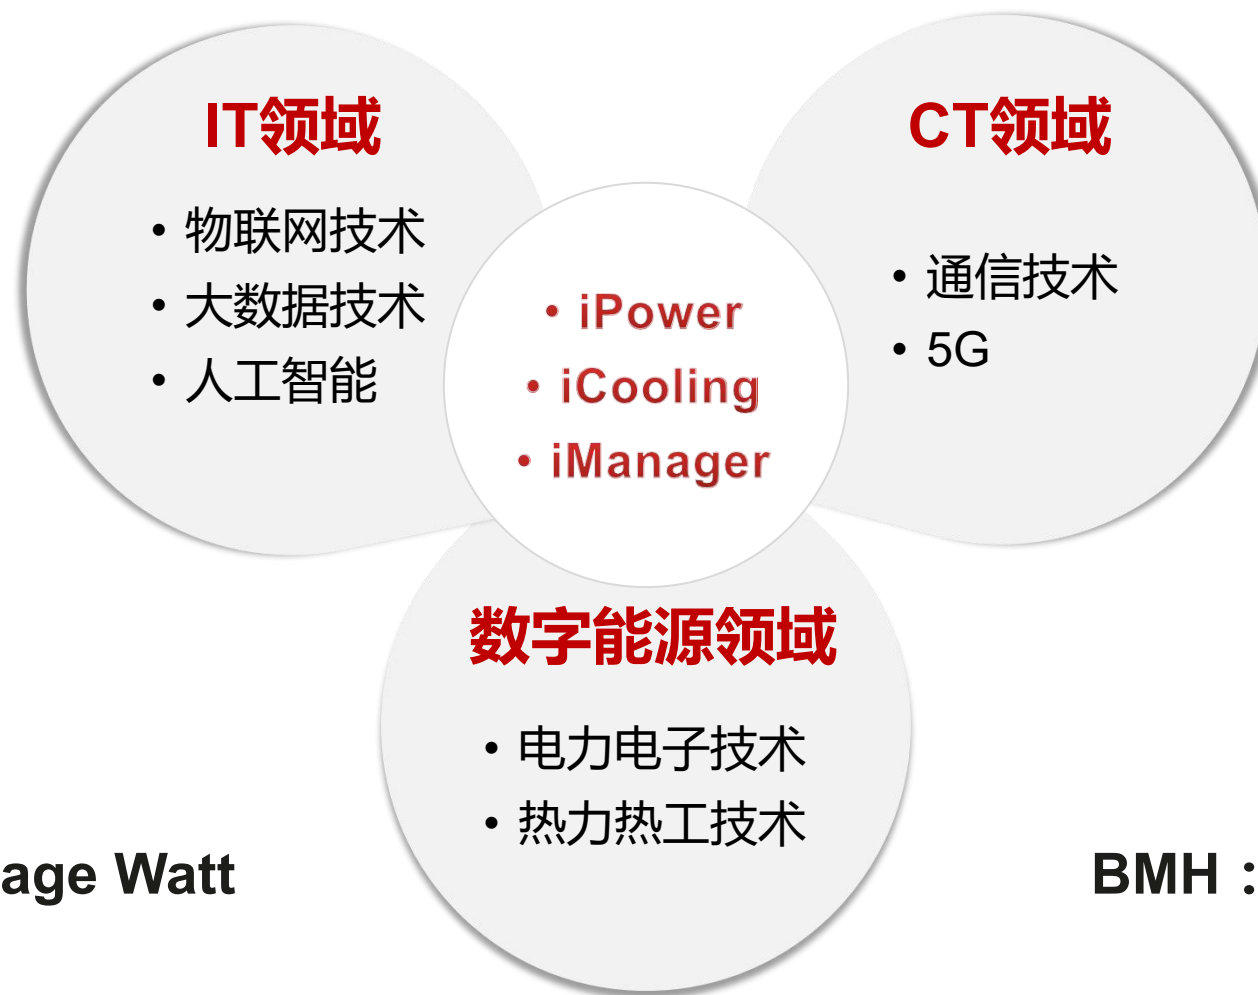 IT领域
• 物联网技术
• 大数据技术
• 人工智能
CT领域
• 通信技术
• 5G
• iPower
• iCooling
• iManager
数字能源领域
• 电力电子技术
• 热力热工技术
age Watt
BMH：